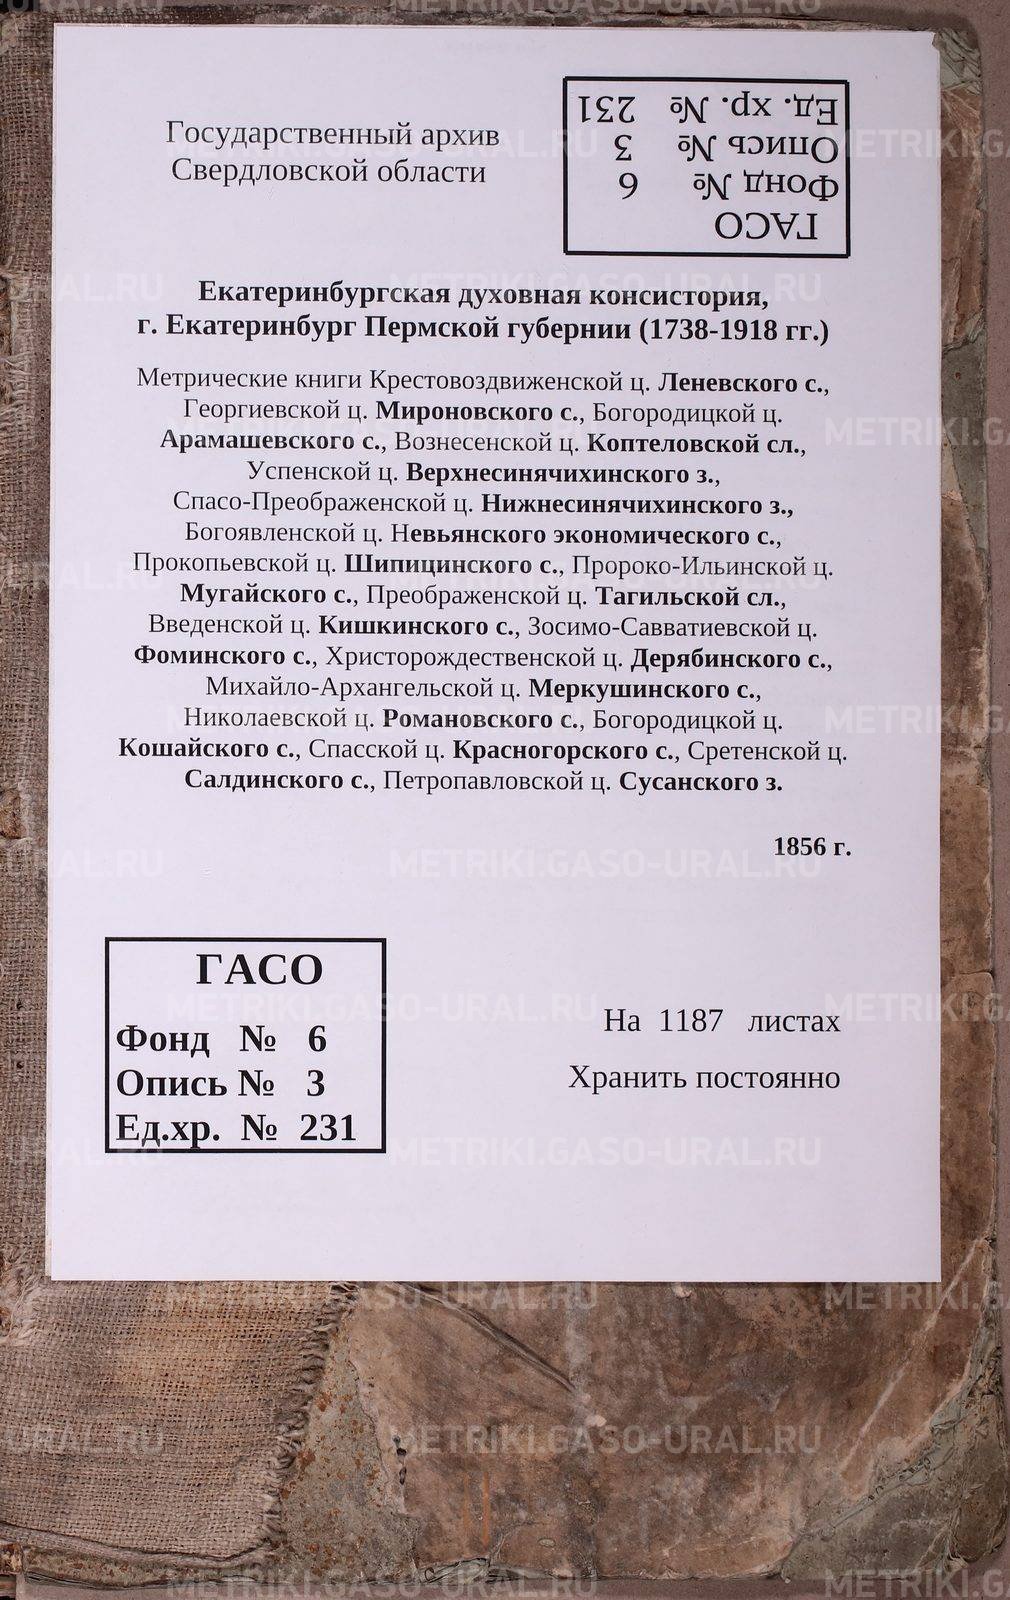 Государственный архив
Свердловской области
ГАСО
Фонд № 6
Опись № 3
Ед. хр. № 231
Екатеринбургская духовная консистория,
г. Екатеринбург Пермской губернии (1738-1918 гг.)
Метрические книги Крестовоздвиженской ц. Леневского с.,
Георгиевской ц. Мироновского с., Богородицкой ц.
Арамашевского с., Вознесенской ц. Коптеловской сл.,
Успенской ц. Верхнесинячихинского з.,
Спасо-Преображенской ц. Нижнесинячихинского з.,
Богоявленской ц. Невьянского экономического с.,
Прокопьевской ц. Шипицинского с., Пророко-Ильинской ц.
Мугайского с., Преображенской ц. Тагильской сл.,
Введенской ц. Кишкинского с., Зосимо-Савватиевской ц.
Фоминского с., Христорождественской ц. Дерябинского с.,
Михайло-Архангельской ц. Меркушинского с.,
Николаевской ц. Романовского с., Богородицкой ц.
Кошайского с., Спасской ц. Красногорского с., Сретенской ц.
Салдинского с., Петропавловской ц. Сусанского з.
1856 г.
ГАСО
Фонд № 6
Опись № 3
Ед.хр. № 231
На 1187 листах
Хранить постоянно
METRIKI.GASO-URAL.RU